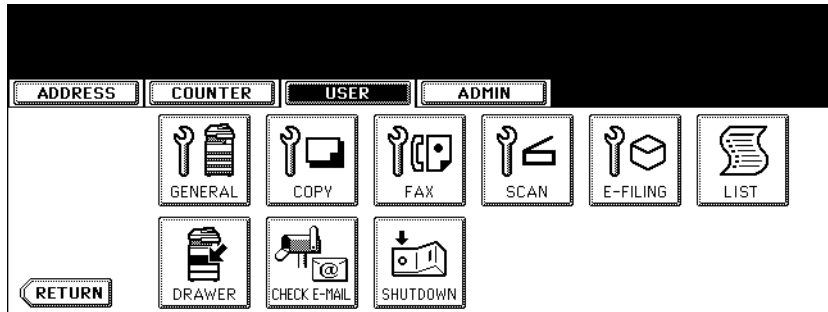 ADDRESS COUNTER USER ADMIN
GENERAL COPY FAX SCAN E-FILING LIST
DRAWER CHECK E-MAIL SHUTDOWN
@
RETURN